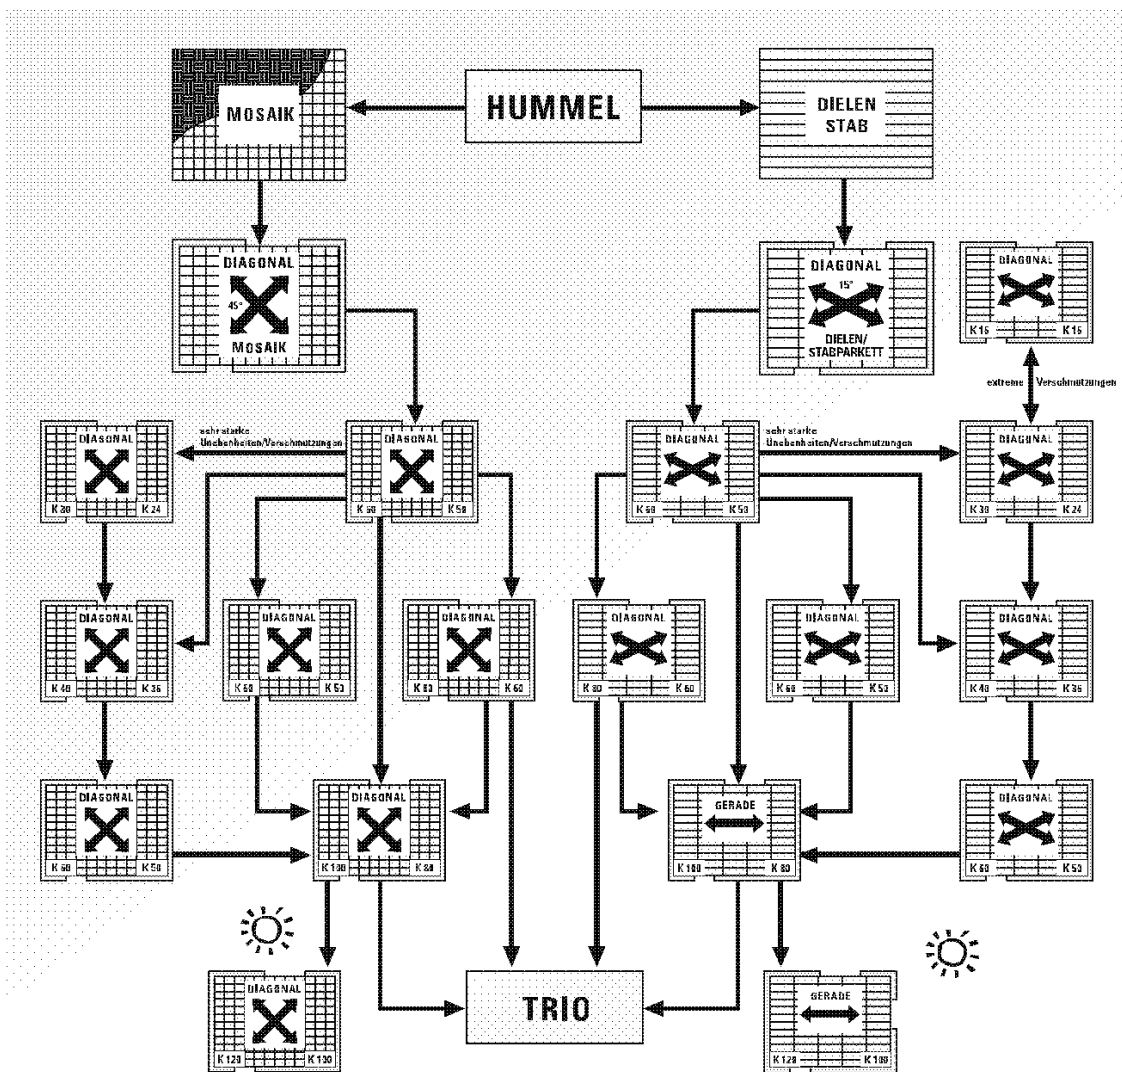 MOSAIK
HUMMEL
DIELEN
STAB
DIAGONAL
45°
MOSAIK
DIAGONAL
15°
DIELEN/
STABPARKETT
DIAGONAL
K 16 K 16
extreme Verschmutzungen
DIAGONAL
K 30 K 24
sehr starke
Unebenheiten/Verschmutzungen
DIAGONAL
K 60 K 50
DIAGONAL
K 60 K 50
sehr starke
Unebenheiten/Verschmutzungen
DIAGONAL
K 30 K 24
DIAGONAL
K 40 K 36
DIAGONAL
K 60 K 50
DIAGONAL
K 80 K 60
DIAGONAL
K 80 K 60
DIAGONAL
K 60 K 50
DIAGONAL
K 40 K 36
DIAGONAL
K 60 K 50
DIAGONAL
K 100 K 80
GERADE
K 100 K 80
DIAGONAL
K 60 K 50
DIAGONAL
K 120 K 100
TRIO
GERADE
K 120 K 100